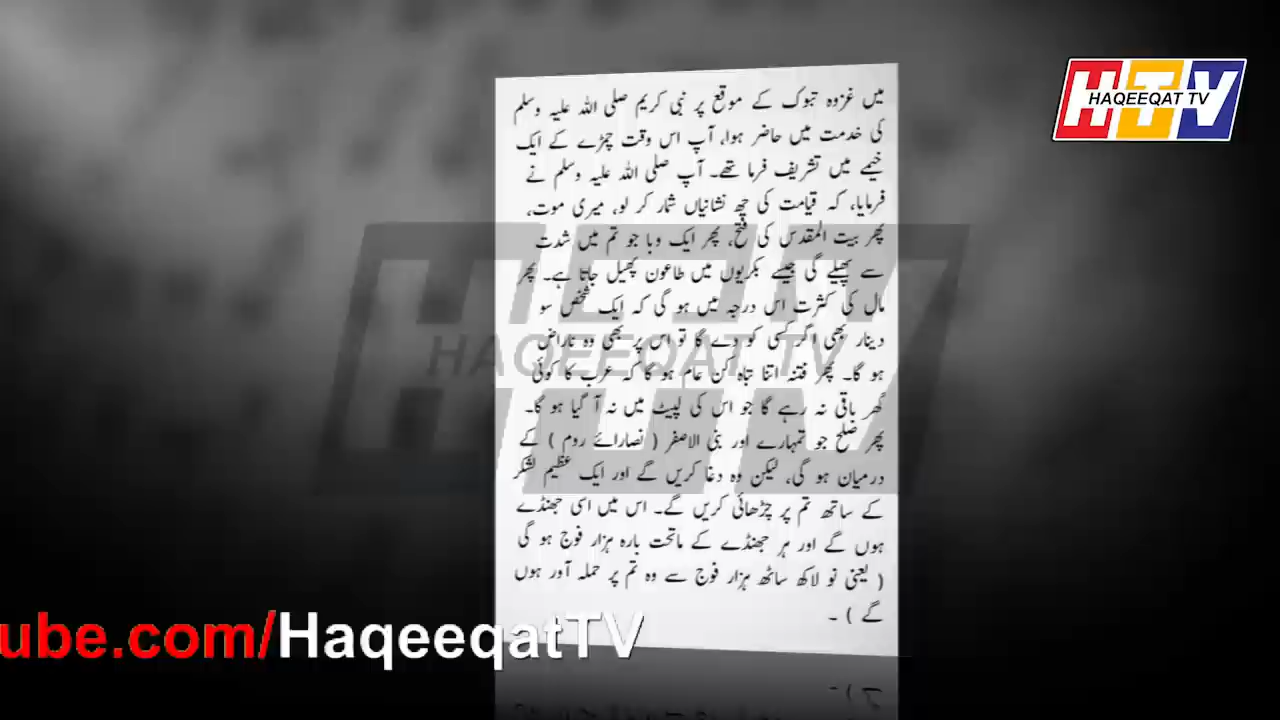 HTV
HAQEEQAT TV
میں غزوہ تبوک کے موقع پر نبی کریم صلی اللہ علیہ وسلم
کی خدمت میں حاضر ہوا، آپ اس وقت چمڑے کے ایک
خیمے میں تشریف فرما تھے۔ آپ صلی اللہ علیہ وسلم نے
فرمایا، کہ قیامت کی چھ نشانیاں شمار کر لو، میری موت،
پھر بیت المقدس کی فتح، پھر ایک وبا جو تم میں شدت
سے پھیلے گی جیسے بکریوں میں طاعون پھیل جاتا ہے۔ پھر
مال کی کثرت اس درجہ میں ہو گی کہ ایک شخص سو
دینار بھی اگر کسی کو دے گا تو اس پر بھی وہ ناراض
ہو گا۔ پھر فتنہ اتنا تباہ کن عام ہو گا کہ عرب کا کوئی
گھر باقی نہ رہے گا جو اس کی لپیٹ میں نہ آ گیا ہو گا۔
پھر صلح جو تمہارے اور بنی الاصفر ( نصارائے روم ) کے
درمیان ہو گی، لیکن وہ دغا کریں گے اور ایک عظیم لشکر
کے ساتھ تم پر چڑھائی کریں گے۔ اس میں اسی جھنڈے
ہوں گے اور ہر جھنڈے کے ماتحت بارہ ہزار فوج ہو گی
( یعنی نو لاکھ ساٹھ ہزار فوج سے وہ تم پر حملہ آور ہوں
گے ) ۔
HTV
HAQEEQAT TV
ube.com/HaqeeqatTV